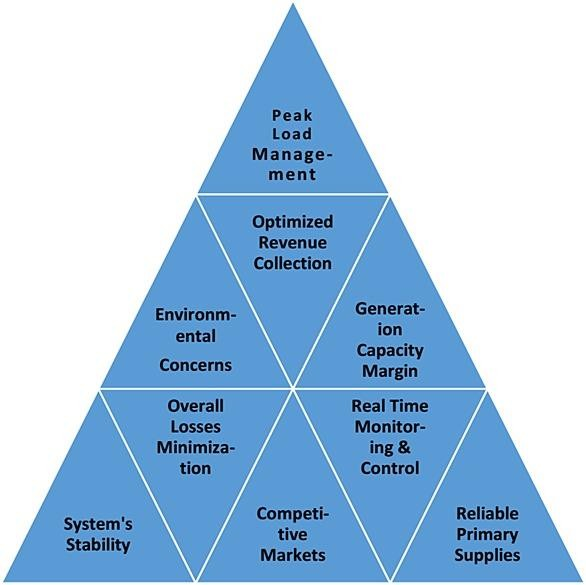 Peak
Load
Manage-
ment
Optimized
Revenue
Collection
Environm-
ental
Concerns
Generat-
ion
Capacity
Margin
Overall
Losses
Minimiza-
tion
Real Time
Monitor-
ing &
Control
System's
Stability
Competi-
tive
Markets
Reliable
Primary
Supplies